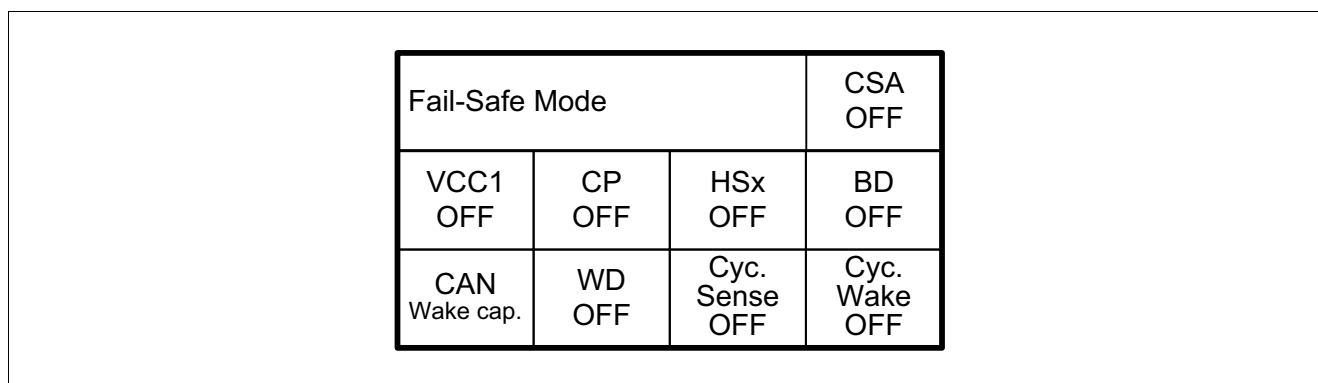 Fail-Safe Mode
CSA
OFF
VCC1
OFF
CP
OFF
HSx
OFF
BD
OFF
CAN
Wake cap.
WD
OFF
Cyc.
Sense
OFF
Cyc.
Wake
OFF